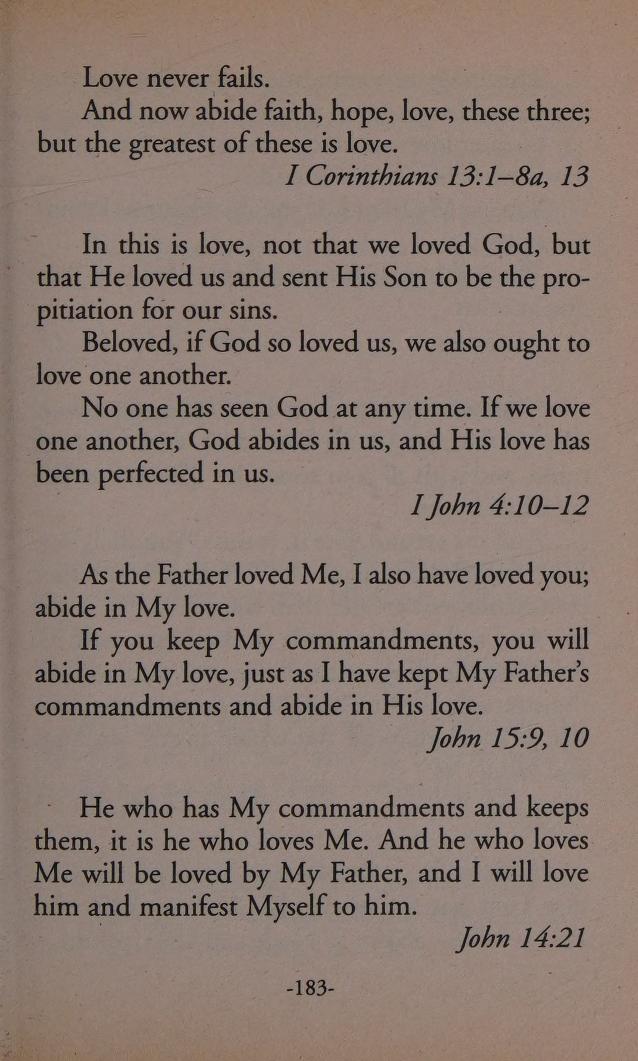 Love never fails.
And now abide faith, hope, love, these three;
but the greatest of these is love.
I Corinthians 13:1–8a, 13
In this is love, not that we loved God, but
that He loved us and sent His Son to be the pro-
pitiation for our sins.
Beloved, if God so loved us, we also ought to
love one another.
No one has seen God at any time. If we love
one another, God abides in us, and His love has
been perfected in us.
I John 4:10–12
As the Father loved Me, I also have loved you;
abide in My love.
If you keep My commandments, you will
abide in My love, just as I have kept My Father's
commandments and abide in His love.
John 15:9, 10
He who has My commandments and keeps
them, it is he who loves Me. And he who loves
Me will be loved by My Father, and I will love
him and manifest Myself to him.
John 14:21
-183-